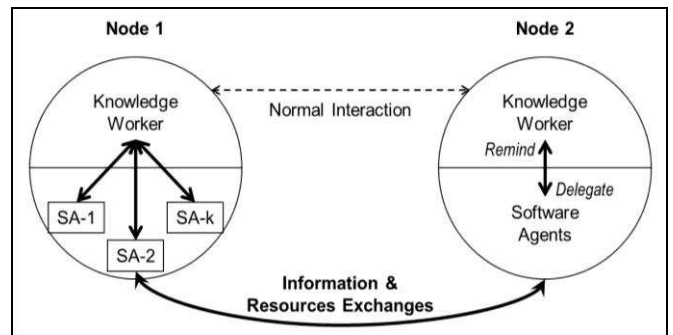 Node 1
Node 2
Knowledge
Worker
Normal Interaction
Knowledge
Worker
Remind
Delegate
SA-1
SA-k
SA-2
Software
Agents
Information &
Resources Exchanges